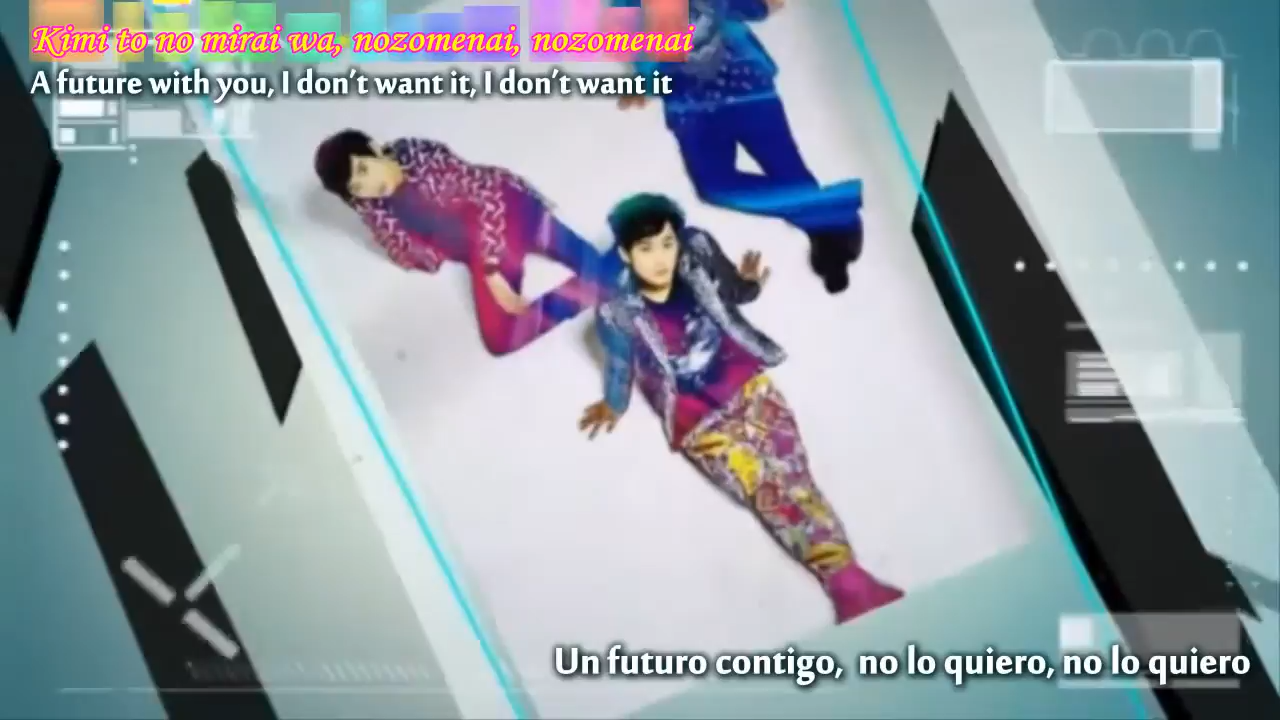 Kimi to no mirai wa, nozomenai, nozomenai
A future with you, I don't want it, I don't want it
Un futuro contigo,  no lo quiero, no lo quiero